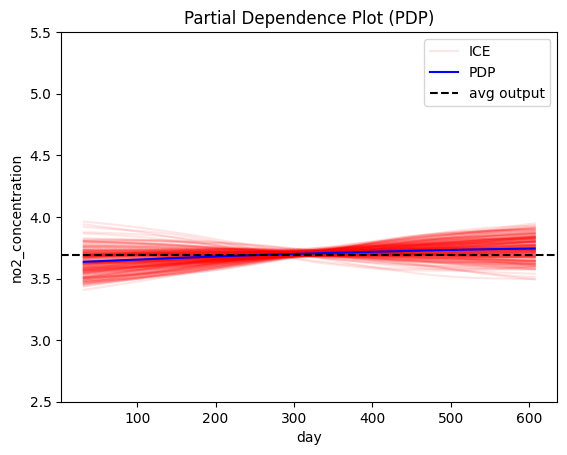 Partial Dependence Plot (PDP)
5.5
5.0
4.5
4.0
3.5
3.0
2.5
no2_concentration
ICE
PDP
avg output
100
200
300
400
500
600
day